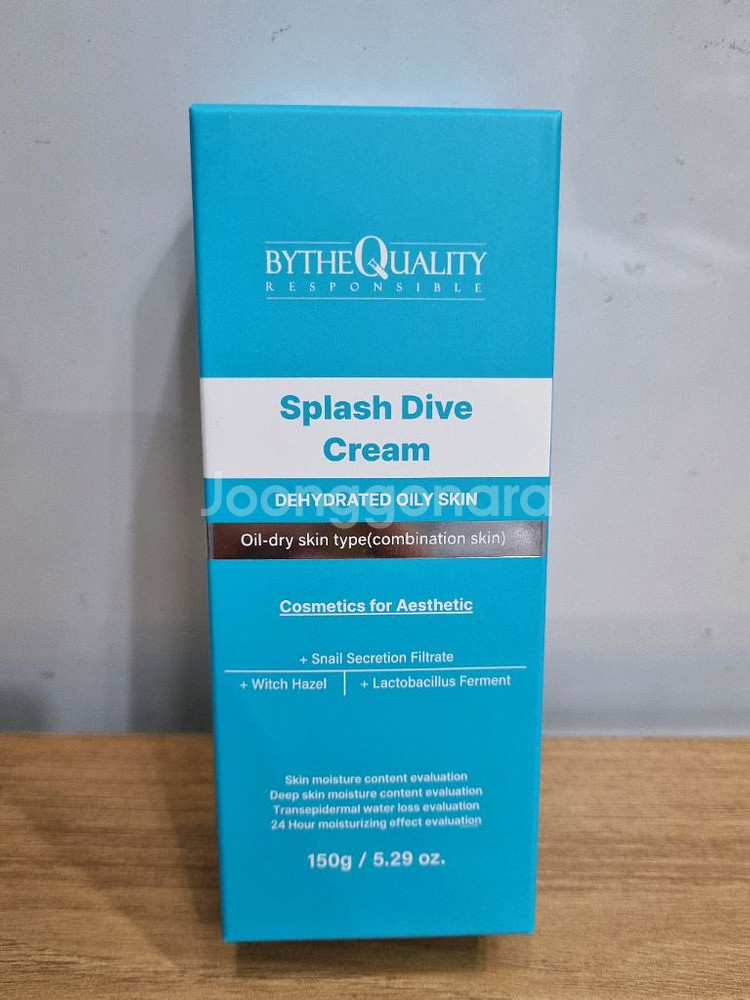 BYTHEQUALITY
RESPONSIBLE
Splash Dive
Cream
Joonggonara
DEHYDRATED OILY SKIN
Oil-dry skin type(combination skin)
Cosmetics for Aesthetic
+ Snail Secretion Filtrate
+ Witch Hazel + Lactobacillus Ferment
Skin moisture content evaluation
Deep skin moisture content evaluation
Transepidermal water loss evaluation
24 Hour moisturizing effect evaluation
150g / 5.29 oz.